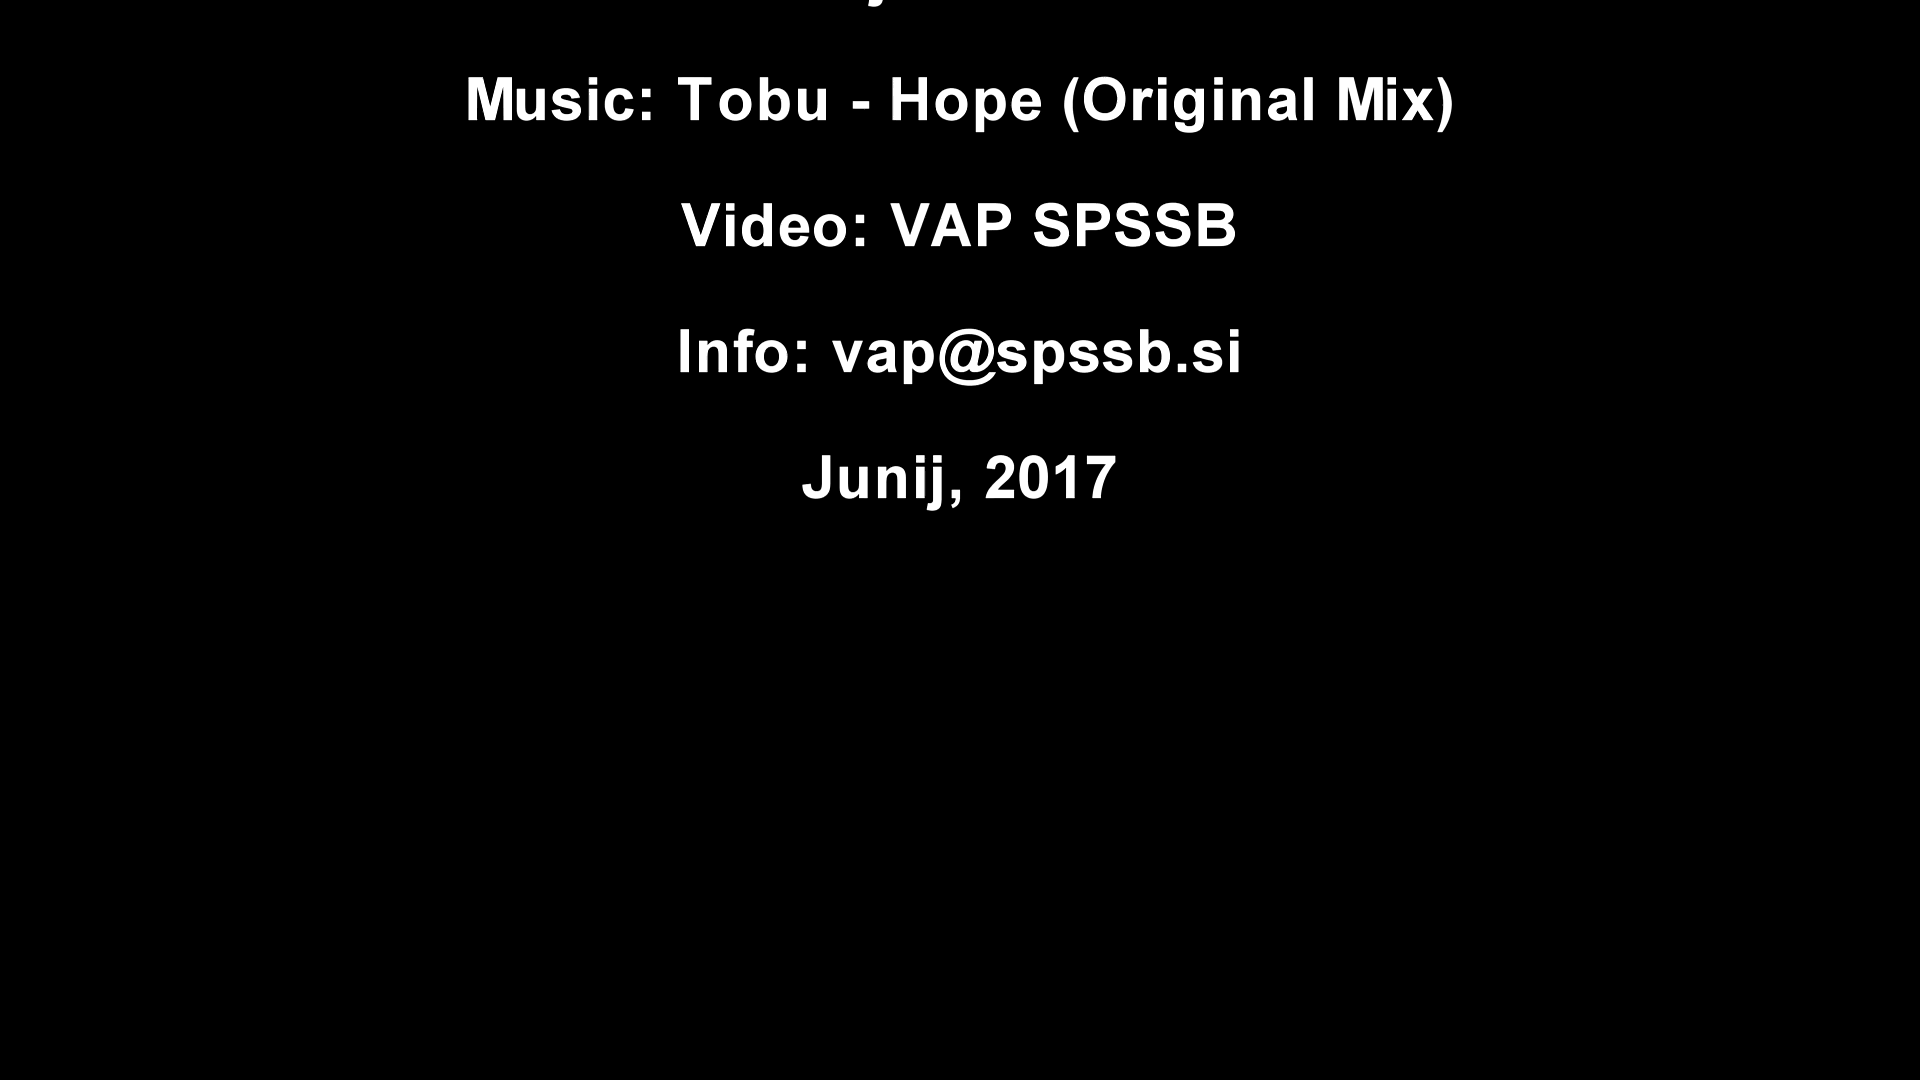 Music: Tobu - Hope (Original Mix)
Video: VAP SPSSB
Info: vap@spssb.si
Junij, 2017